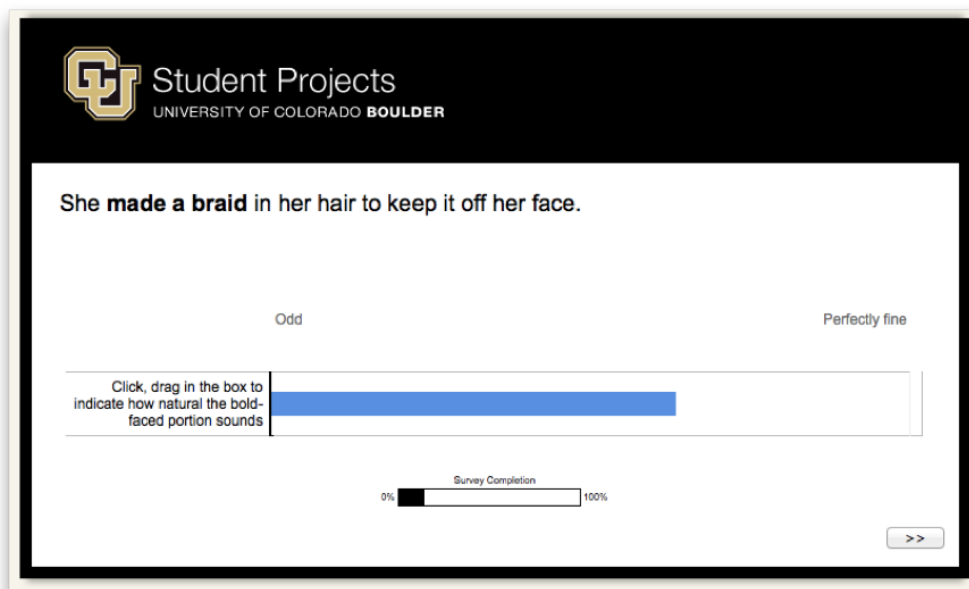 CU
Student Projects
UNIVERSITY OF COLORADO BOULDER
She made a braid in her hair to keep it off her face.
Odd
Perfectly fine
Click, drag in the box to
indicate how natural the bold-
faced portion sounds
Survey Completion
0%
100%
>>